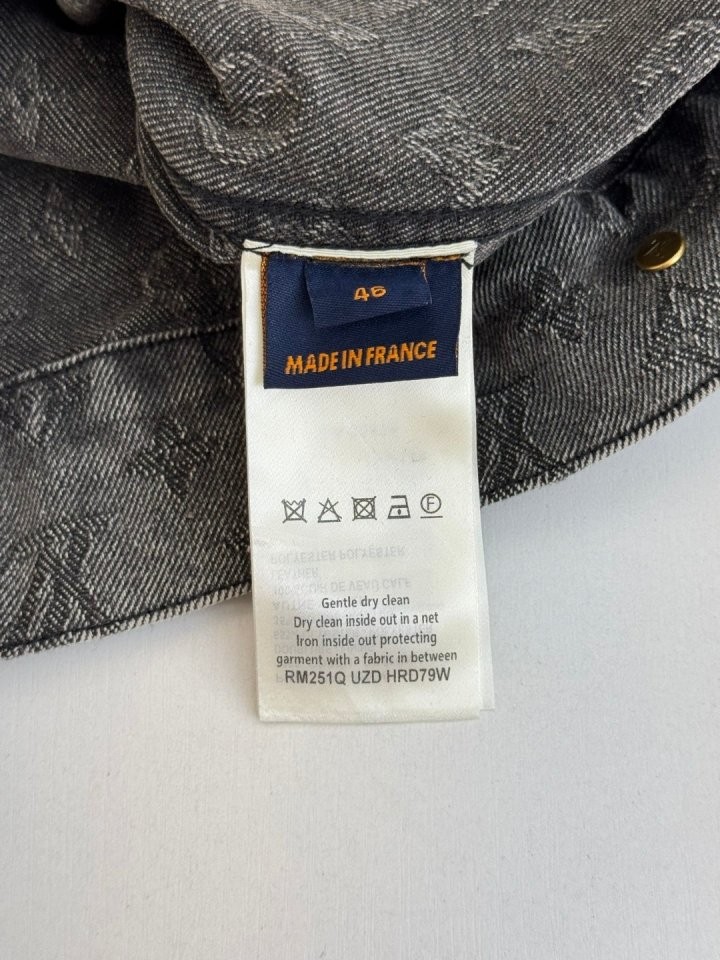 46
MADE IN FRANCE
Gentle dry clean
Dry clean inside out in a net
Iron inside out protecting
garment with a fabric in between
RM251Q UZD HRD79W